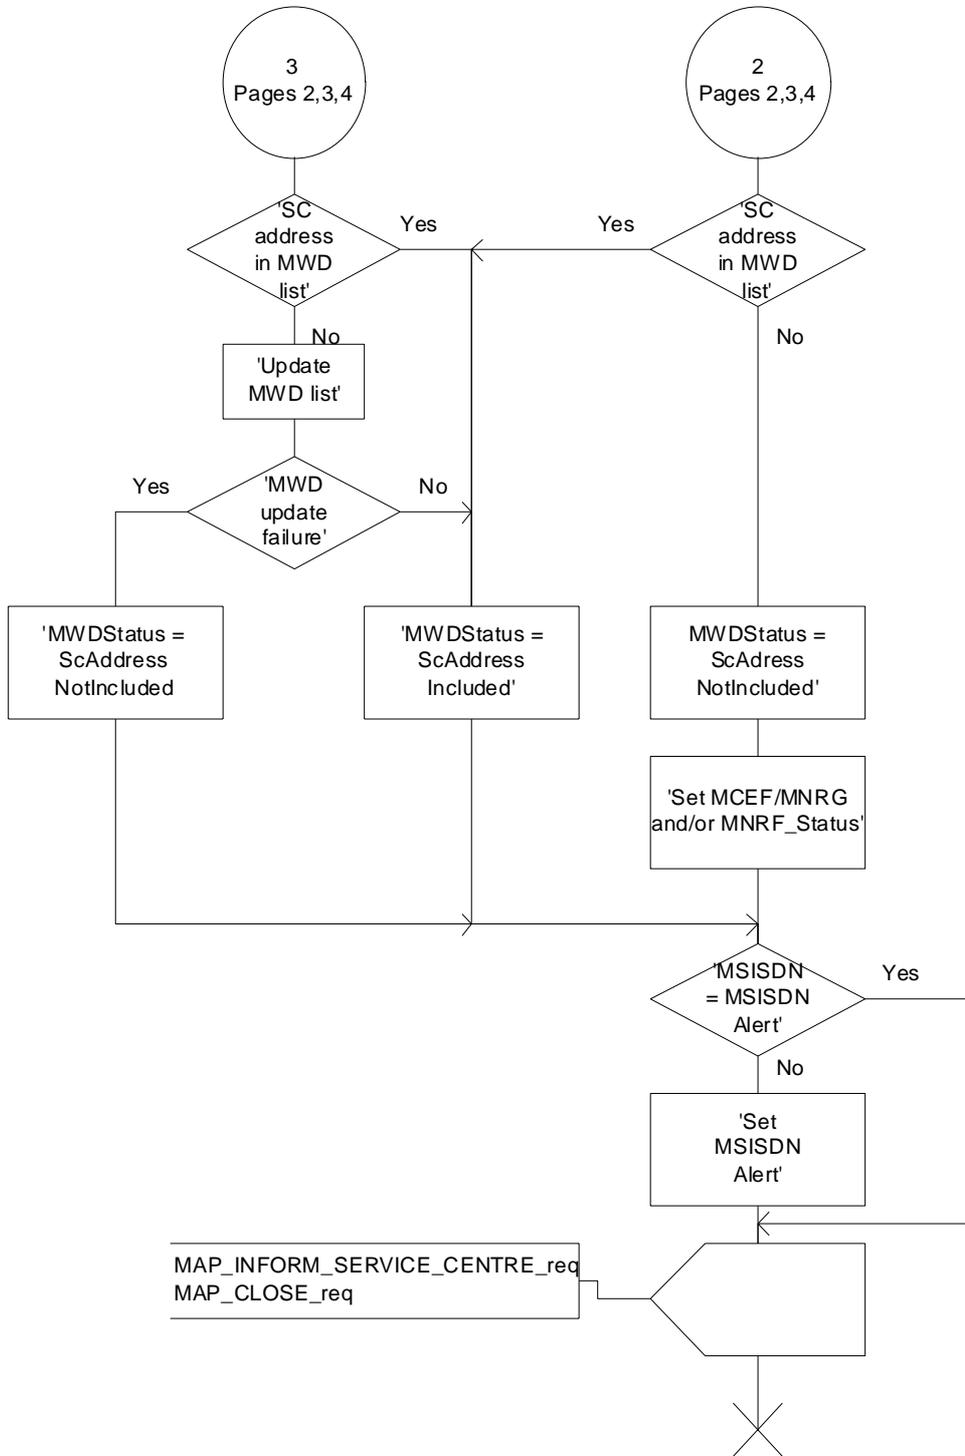 3
Pages 2,3,4
2
Pages 2,3,4
'SC
address
in MWD
list'
Yes
Yes
'SC
address
in MWD
list'
No
No
'Update
MWD list'
Yes
'MWD
update
failure'
No
'MWDStatus =
ScAddress
NotIncluded
'MWDStatus =
ScAddress
Included'
MWDStatus =
ScAdress
NotIncluded'
'Set MCEF/MNRG
and/or MNRF_Status'
'MSISDN
= MSISDN
Alert'
Yes
No
'Set
MSISDN
Alert'
MAP_INFORM_SERVICE_CENTRE_req
MAP_CLOSE_req